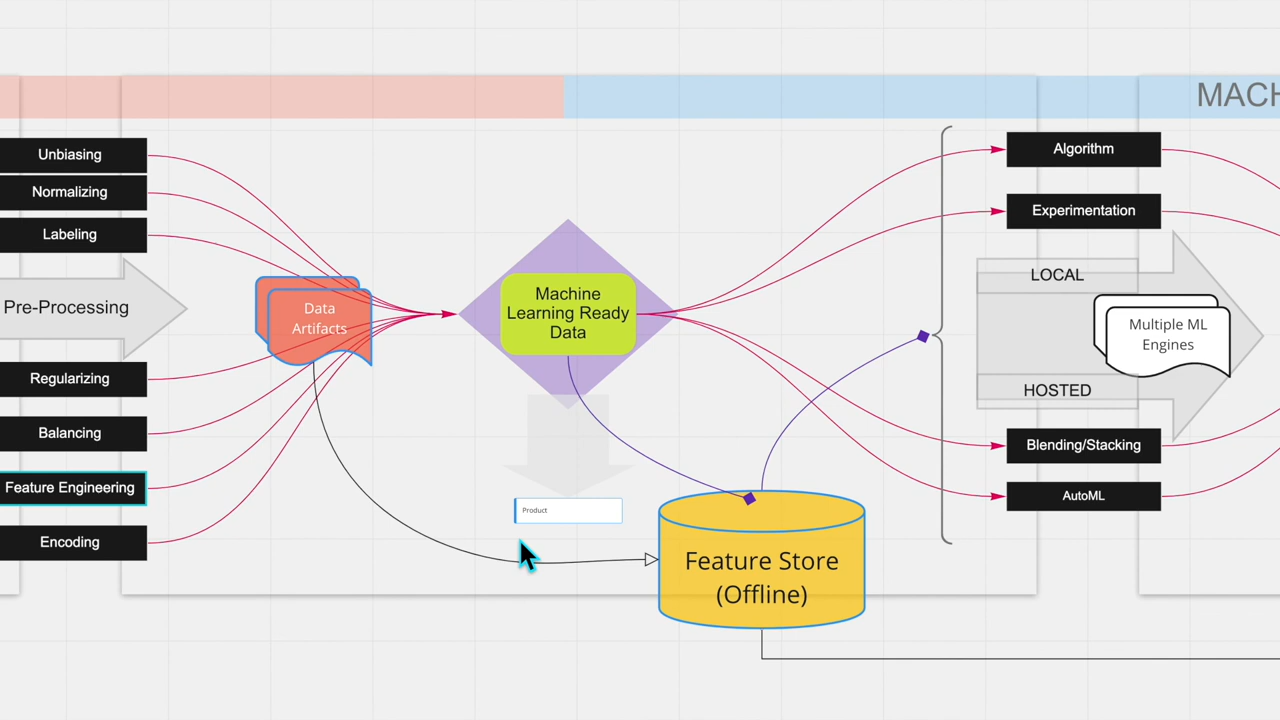 MACH
Unbiasing
Normalizing
Labeling
Pre-Processing
Regularizing
Balancing
Feature Engineering
Encoding
Data
Artifacts
Machine
Learning Ready
Data
Product
Feature Store
(Offline)
Algorithm
Experimentation
LOCAL
Multiple ML
Engines
HOSTED
Blending/Stacking
AutoML